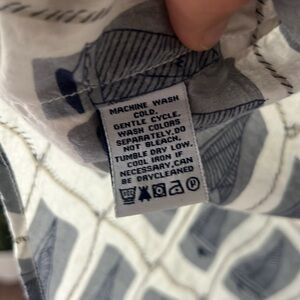 MACHINE WASH
COLD,
GENTLE CYCLE.
WASH COLORS
SEPARATELY.DO
NOT BLEACH.
TUMBLE DRY LOW.
COOL IRON IF
NECESSARY.CAN
BE DRYCLEANED